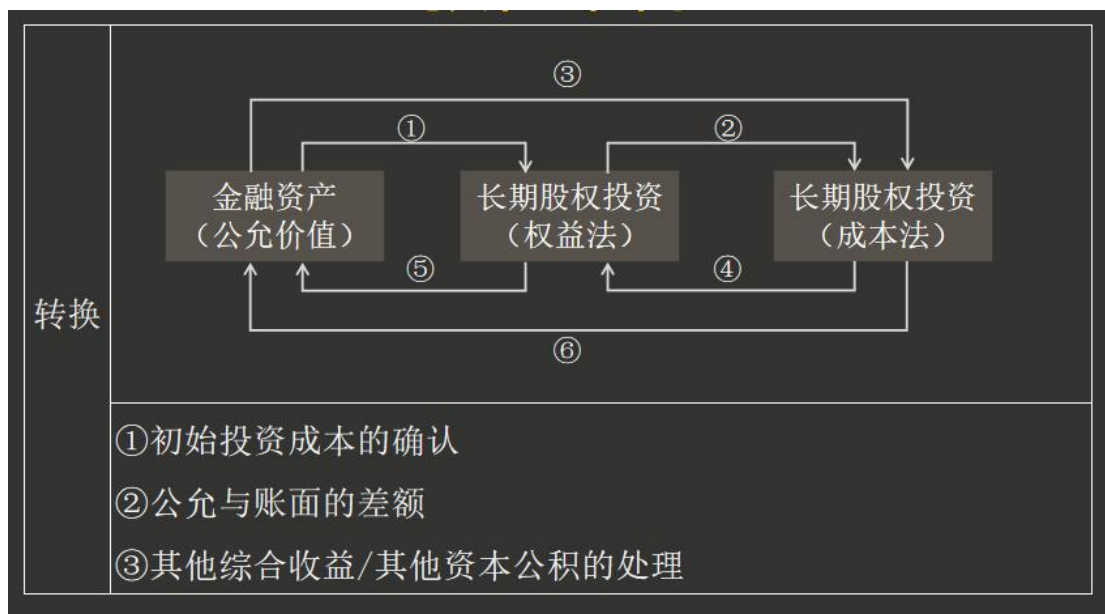 ③
① ②
金融资产 长期股权投资 长期股权投资
（公允价值） （权益法） （成本法）
⑤ ④
转换
⑥
①初始投资成本的确认
②公允与账面的差额
③其他综合收益/其他资本公积的处理